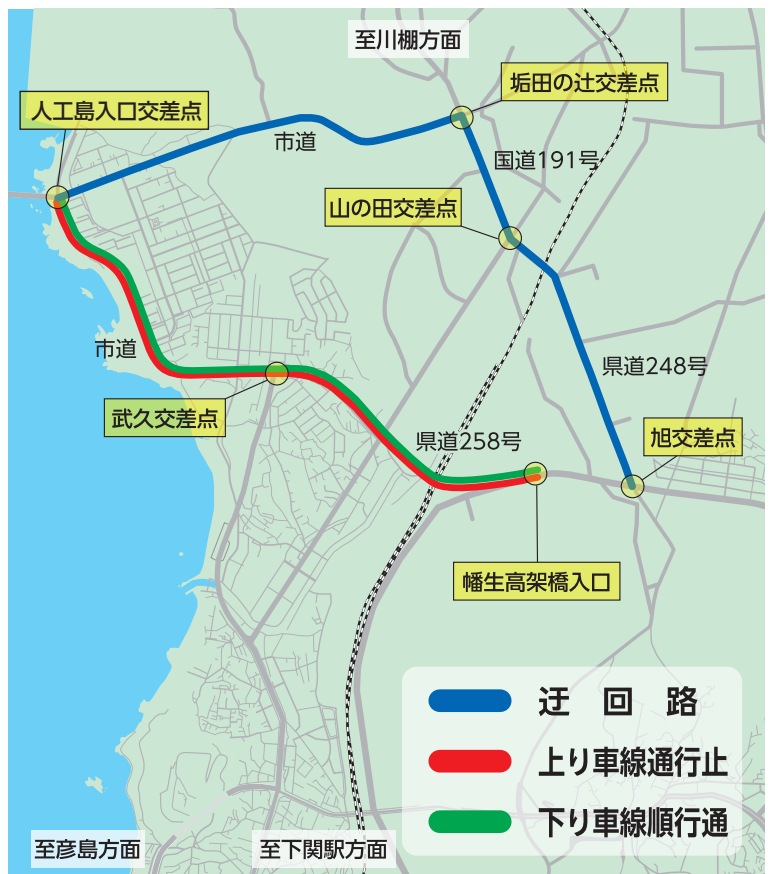 至川棚方面
垢田の辻交差点
人工島入口交差点
市道
国道191号
山の田交差点
市道
県道248号
武久交差点
県道258号
旭交差点
幡生高架橋入口
迂回路
上り車線通行止
下り車線順行通
至彦島方面
至下関駅方面